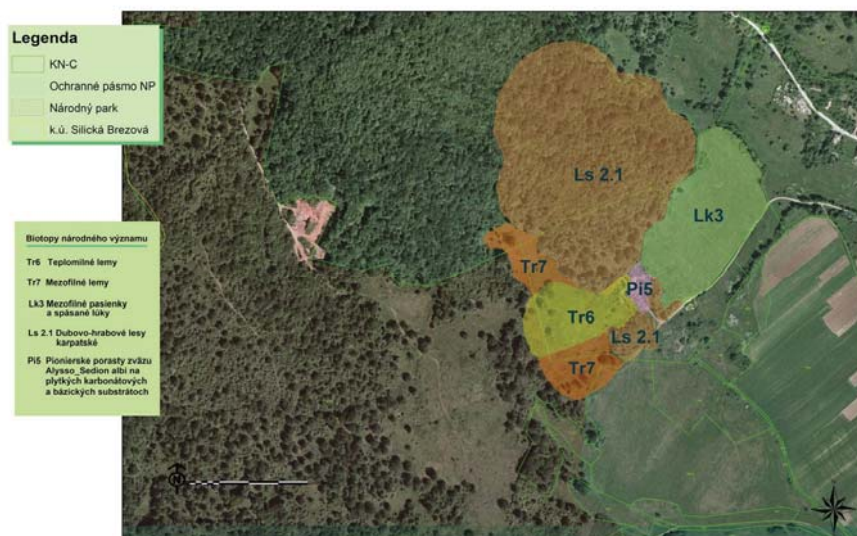 Legenda
KN-C
Ochranné pásmo NP
Národný park
k.ú. Silická Brezová
Biotopy národného významu
Tr6 Teplomilné lemy
Tr7 Mezofilné lemy
Lk3 Mezofilné pasienky
a spásané lúky
Ls 2.1 Dubovo-hrabové lesy
karpatské
Pi5 Pionierske porasty zväzu
Alysso_Sedion albi na
plytkých karbonátových
a bázických substrátoch
Ls 2.1
Lk3
Tr7
Pi5
Tr6
Ls 2.1
Tr7
N